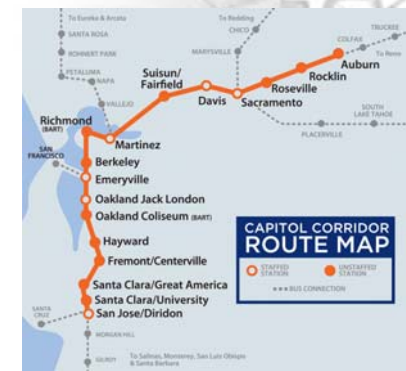 To Eureka & Arcata
SANTA ROSA
ROHNERT PARK
PETALUMA
NAPA
VALLEJO
To Redding
CHICO
MARYSVILLE
TRUCKEE
COLFAX
To Reno
Auburn
Rocklin
Roseville
Sacramento
Davis
Suisun/
Fairfield
SOUTH
LAKE TAHOE
PLACERVILLE
Martinez
Richmond
(BART)
SAN
FRANCISCO
Berkeley
Emeryville
Oakland Jack London
Oakland Coliseum (BART)
Hayward
Fremont/Centerville
Santa Clara/Great America
Santa Clara/University
San Jose/Diridon
SANTA
CRUZ
MORGAN HILL
GILROY
To Salinas, Monterey, San Luis Obispo
& Santa Barbara
CAPITOL CORRIDOR
ROUTE MAP
STAFFED
STATION
UNSTAFFED
STATION
BUS CONNECTION